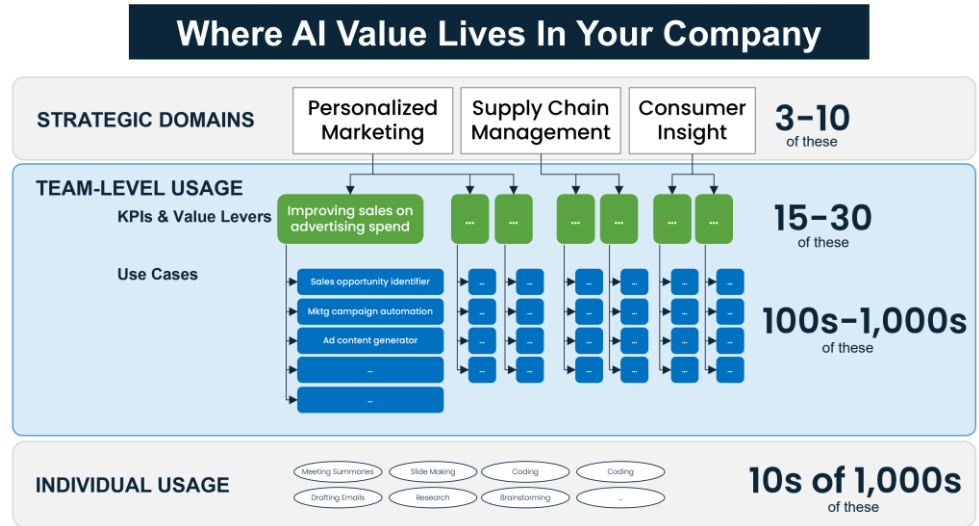 Where AI Value Lives In Your Company
STRATEGIC DOMAINS
Personalized
Marketing
Supply Chain
Management
Consumer
Insight
3-10
of these
TEAM-LEVEL USAGE
KPIs & Value Levers
Improving sales on
advertising spend
...
...
...
...
...
...
15-30
of these
Use Cases
Sales opportunity identifier
...
...
...
...
...
...
Mktg campaign automation
...
...
...
...
...
...
Ad content generator
...
...
...
...
...
...
...
...
...
...
...
...
...
...
100s-1,000s
of these
INDIVIDUAL USAGE
Meeting Summaries
Slide Making
Coding
Coding
Drafting Emails
Research
Brainstorming
...
10s of 1,000s
of these